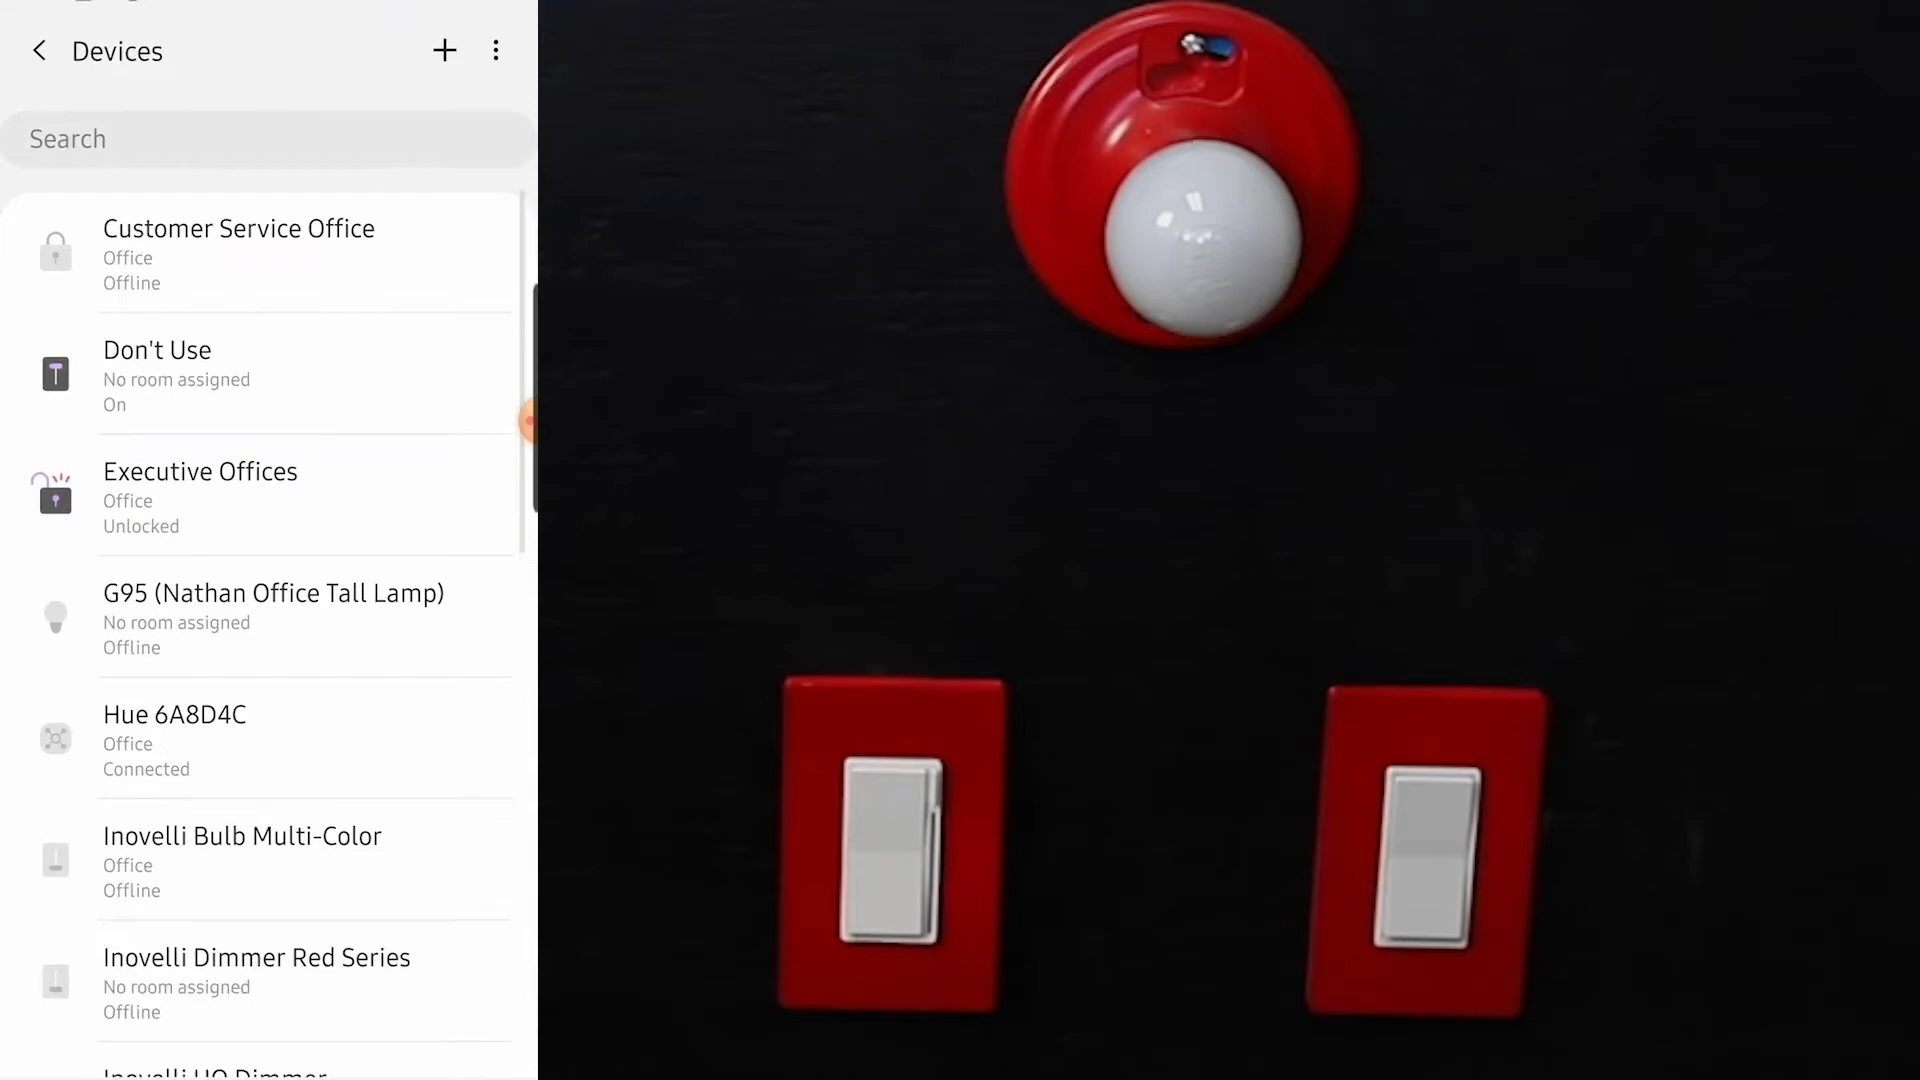 Devices
Search
Customer Service Office
Office
Offline
Don't Use
No room assigned
On
Executive Offices
Office
Unlocked
G95 (Nathan Office Tall Lamp)
No room assigned
Offline
Hue 6A8D4C
Office
Connected
Inovelli Bulb Multi-Color
Office
Offline
Inovelli Dimmer Red Series
No room assigned
Offline